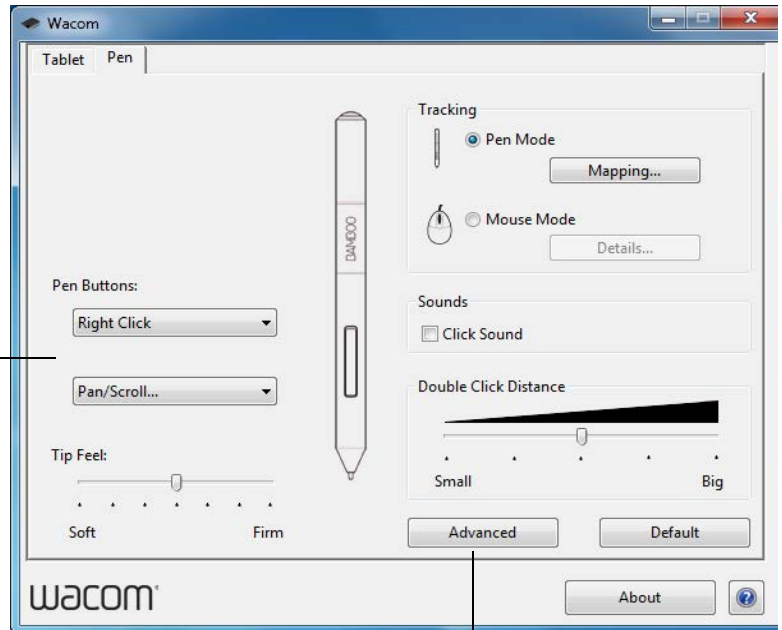 Wacom
Tablet Pen
Tracking
Pen Mode
Mapping...
Mouse Mode
Details...
BAMBOO
Pen Buttons:
Right Click
Pan/Scroll...
Sounds
Click Sound
Double Click Distance
Small Big
Tip Feel:
Soft Firm
Advanced Default
wacom
About ?